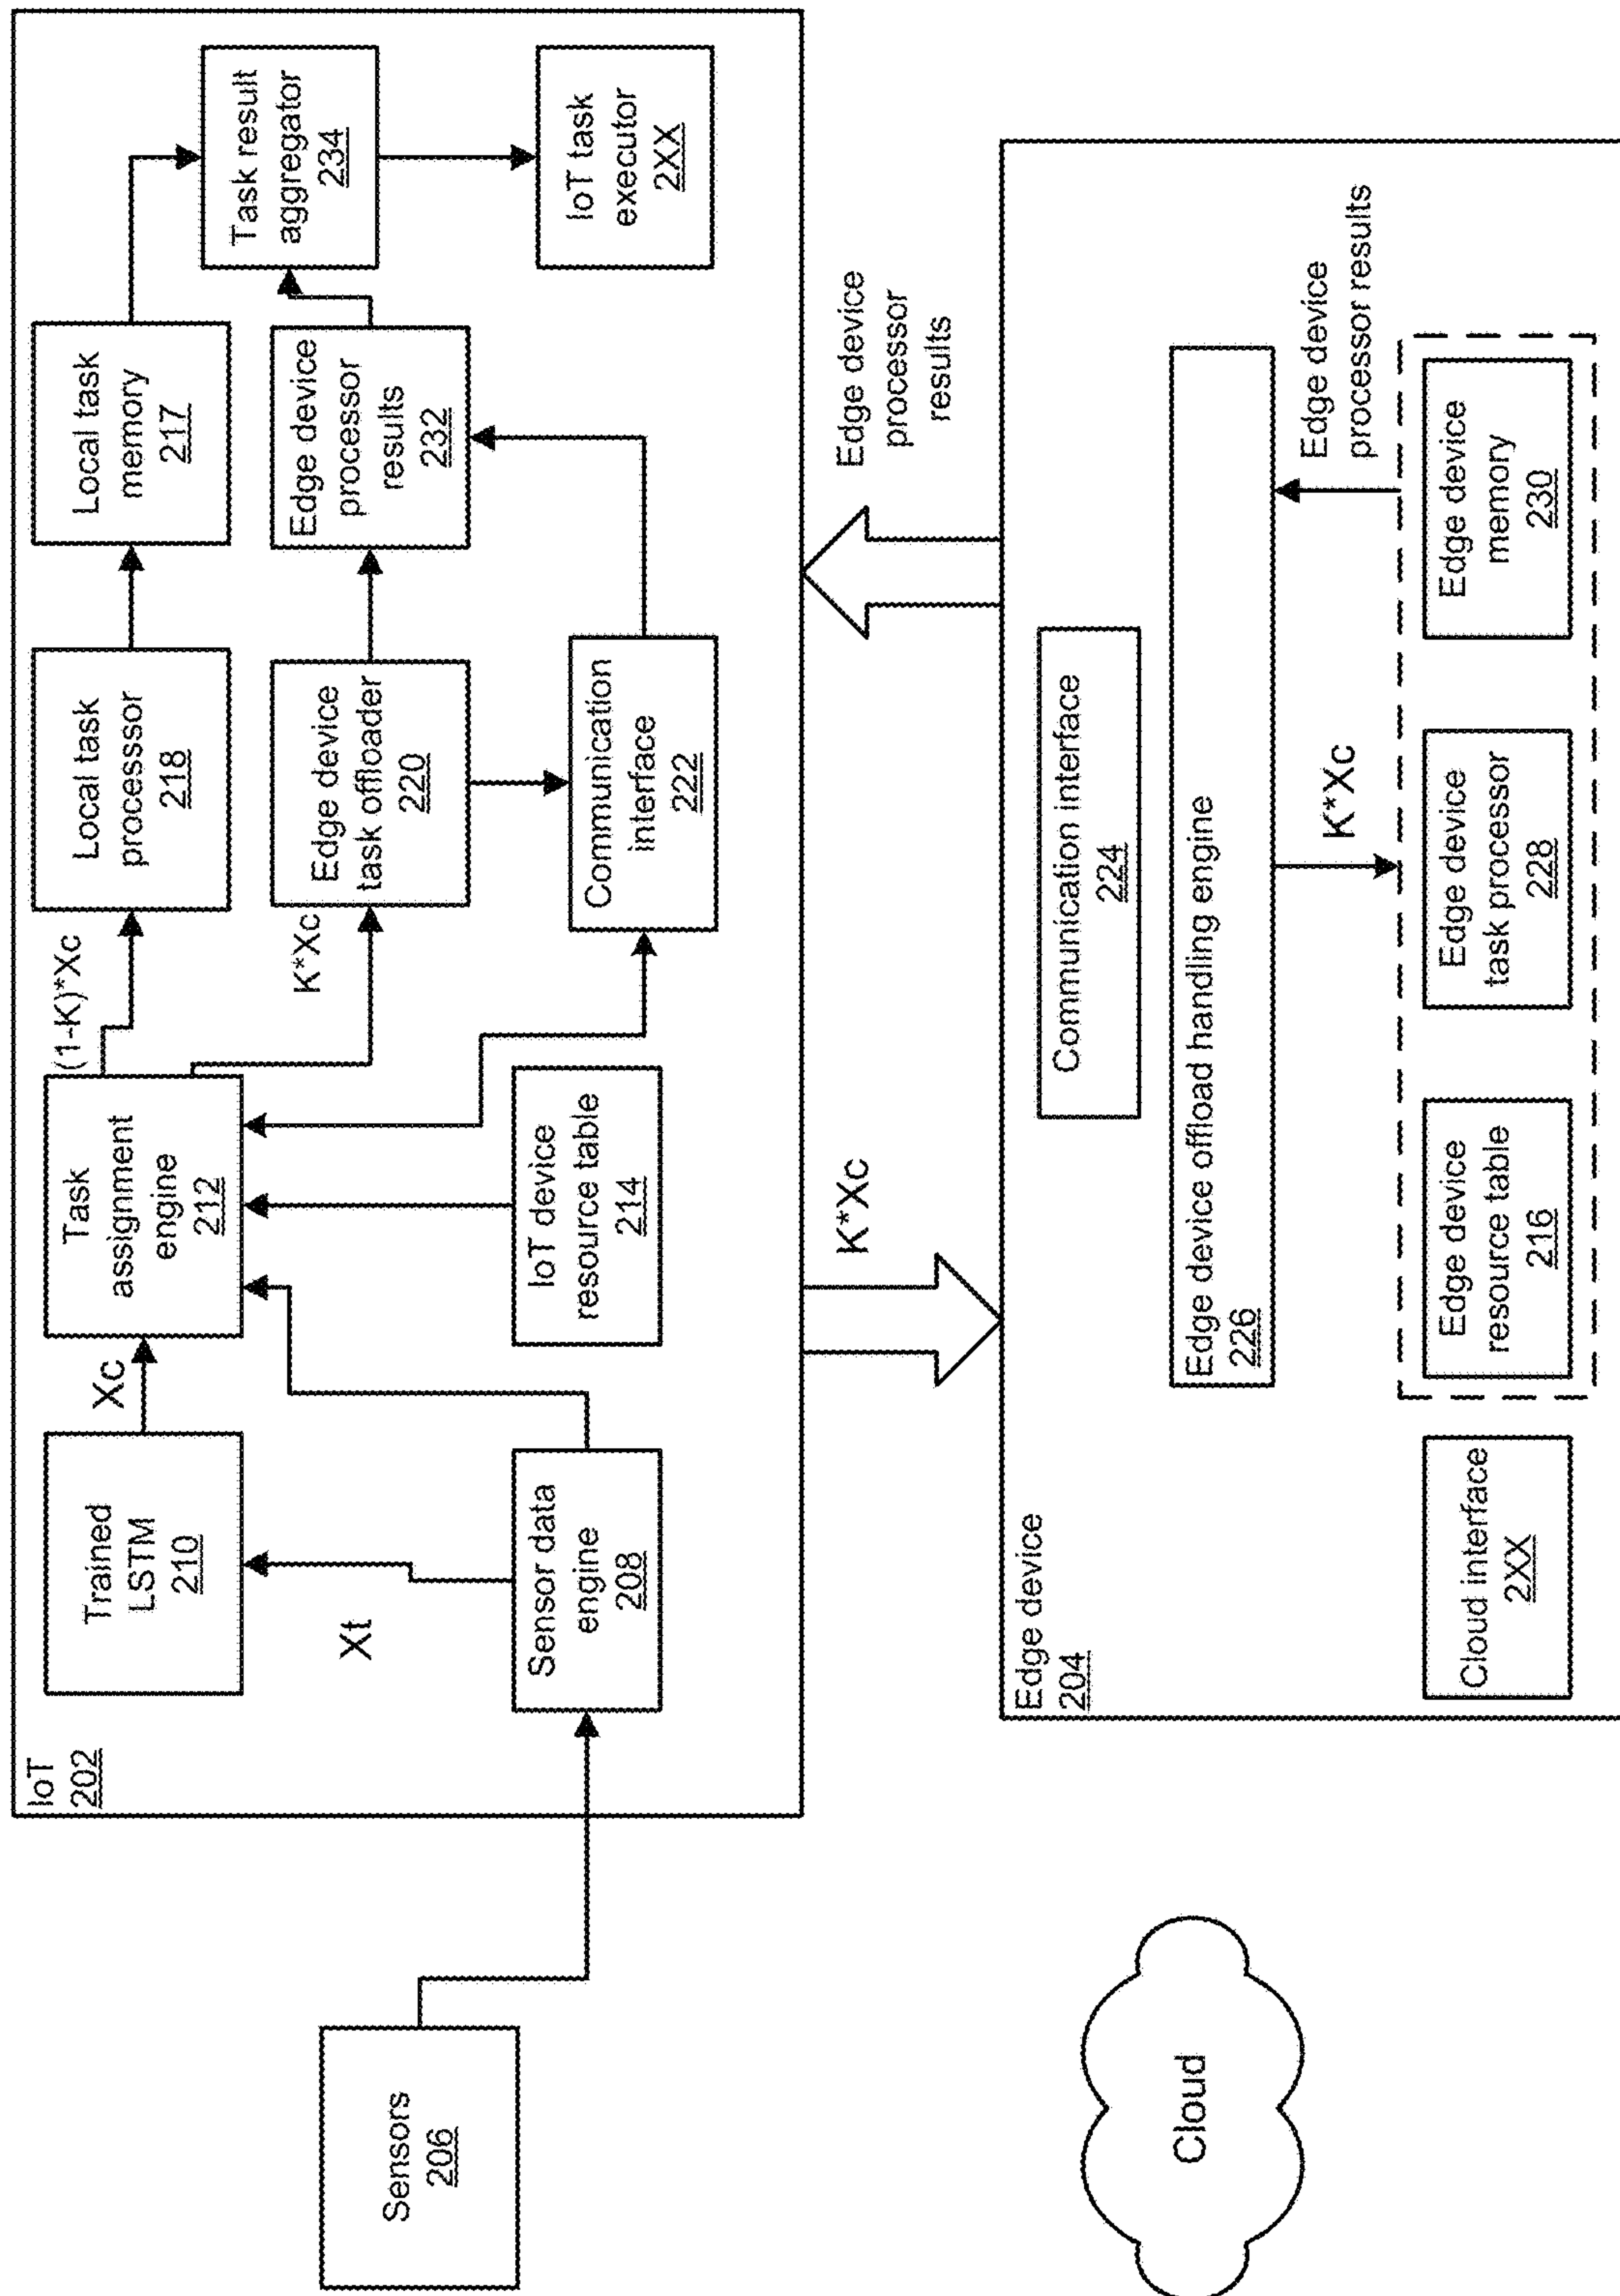 IoT
202
Trained
LSTM
210
Xc
Task
assignment
engine
212
(1-K)*Xc
Local task
processsor
218
Local task
memory
217
Task result
aggregator
234
K*Xc
Edge device
task offloader
220
Edge device
processor
results
232
Xt
Sensor data
engine
208
IoT device
resource table
214
Communication
interface
222
IoT task
executor
2XX
Sensors
206
K*Xc
Edge device
processor
results
Edge device
204
Communication interface
224
Edge device offload handling engine
226
K*Xc
Edge device
processor results
Cloud interface
2XX
Edge device
resource table
216
Edge device
task processor
228
Edge device
memory
230
Cloud